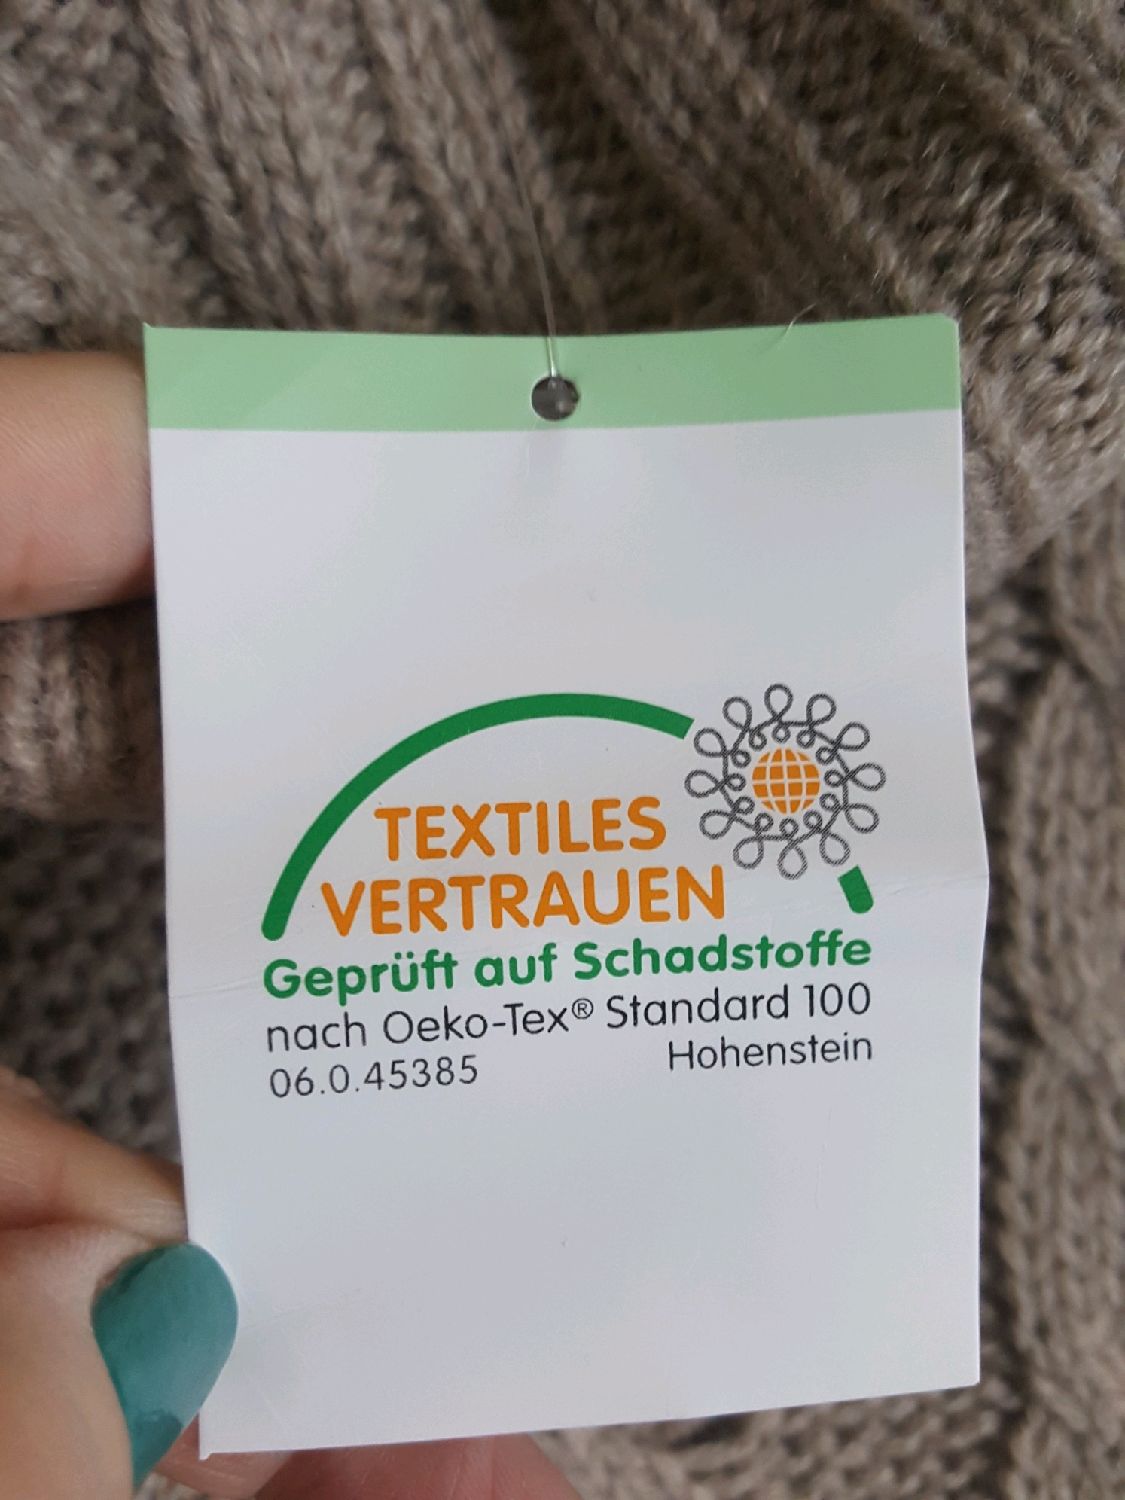 TEXTILES
VERTRAUEN
Geprüft auf Schadstoffe
nach Oeko-Tex® Standard 100
06.0.45385 Hohenstein